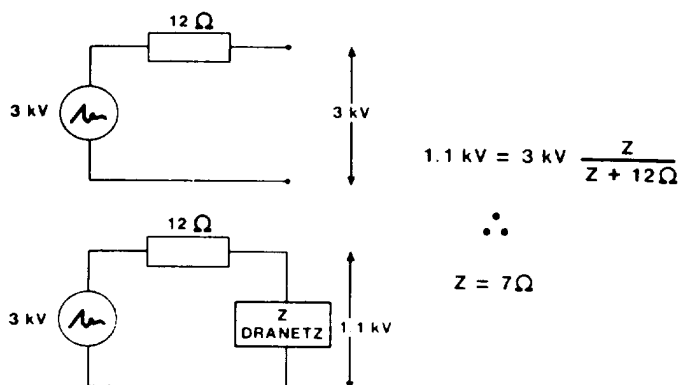 12 Ω
3 kV
3 kV
1.1 kV = 3 kV Z / Z + 12Ω
∴
Z = 7Ω
12 Ω
3 kV
Z
DRANETZ
1.1 kV